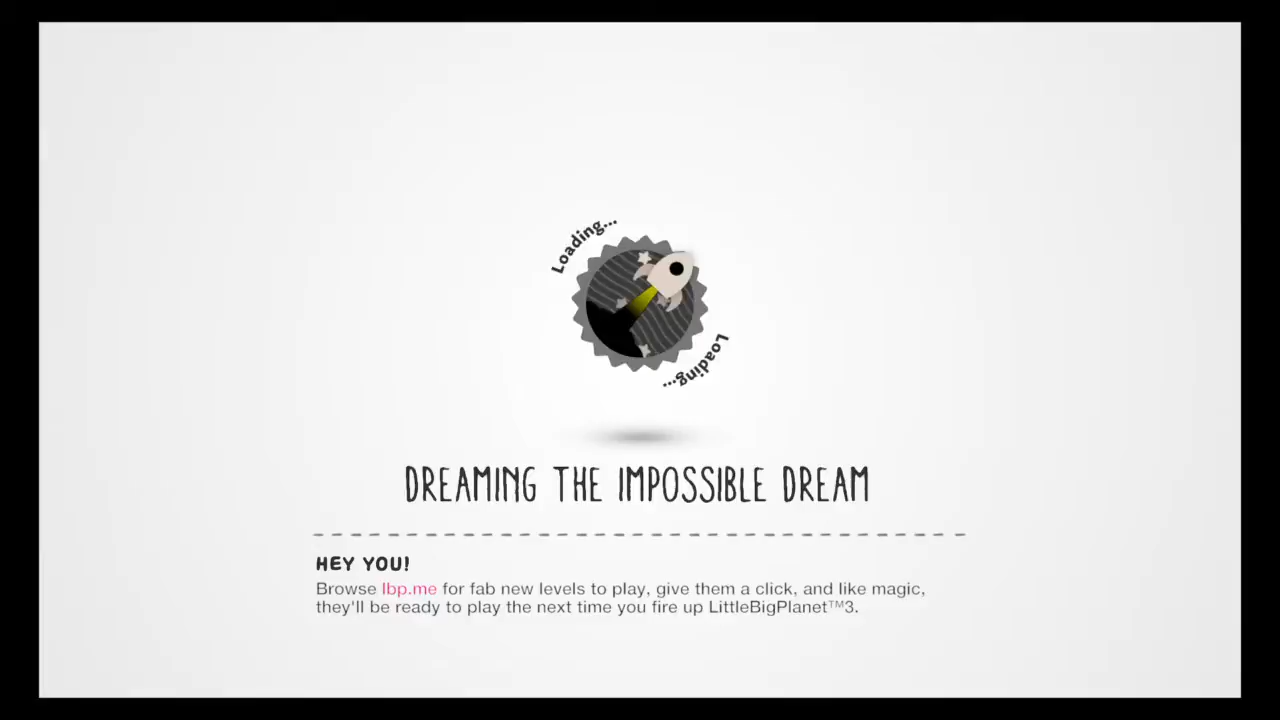 Loading...
Loading...
DREAMING THE IMPOSSIBLE DREAM
HEY YOU!
Browse lbp.me for fab new levels to play, give them a click, and like magic,
they'll be ready to play the next time you fire up LittleBigPlanet™3.